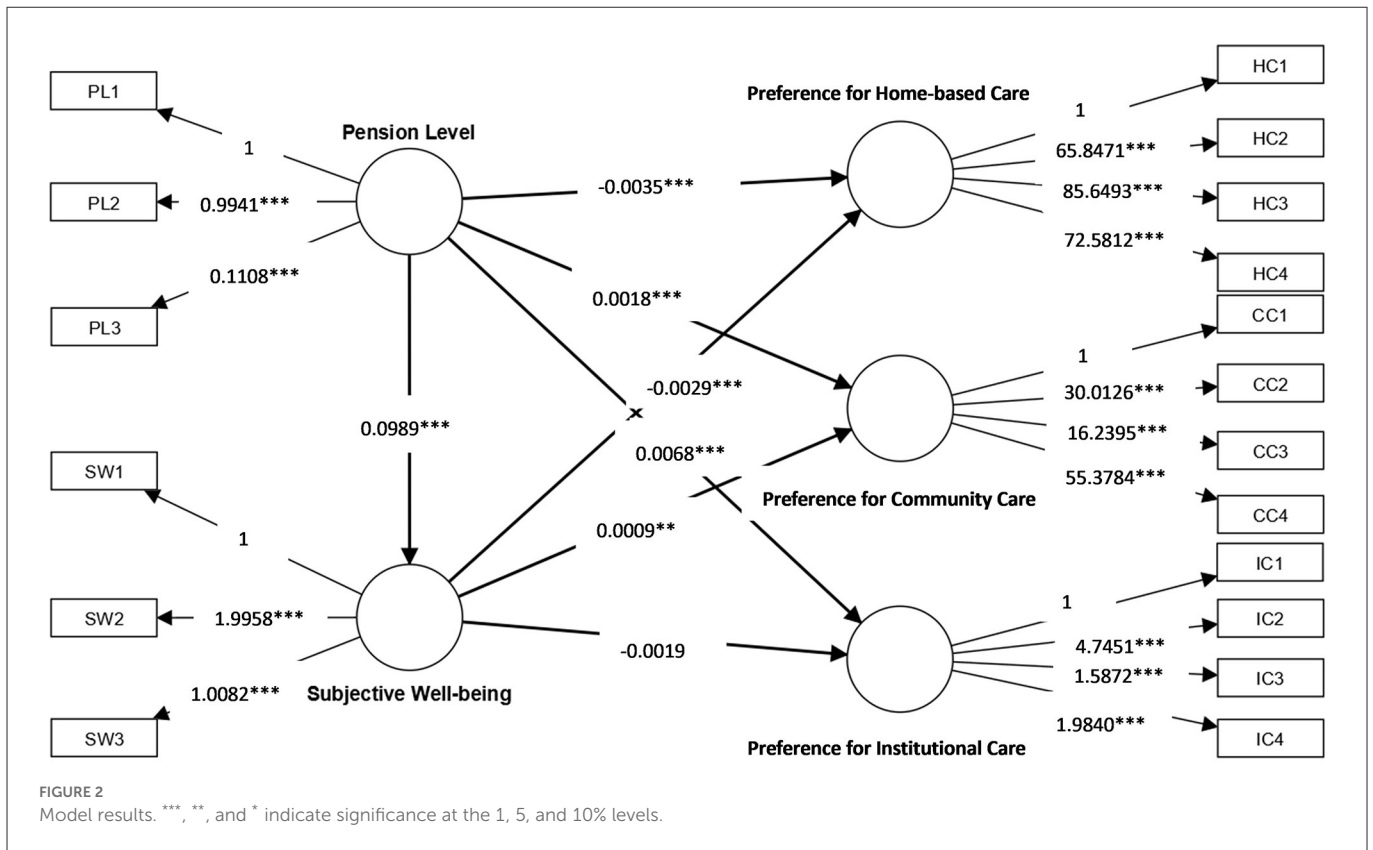 PL1
PL2
PL3
SW1
SW2
SW3
1
0.9941***
0.1108***
1
1.9958***
1.0082***
Pension Level
Subjective Well-being
0.0989***
-0.0035***
0.0018***
-0.0029***
0.0068***
0.0009**
-0.0019
Preference for Home-based Care
Preference for Community Care
Preference for Institutional Care
1
65.8471***
85.6493***
72.5812***
HC1
HC2
HC3
HC4
1
30.0126***
16.2395***
55.3784***
CC1
CC2
CC3
CC4
1
4.7451***
1.5872***
1.9840***
IC1
IC2
IC3
IC4
FIGURE 2
Model results. ***, **, and * indicate significance at the 1, 5, and 10% levels.